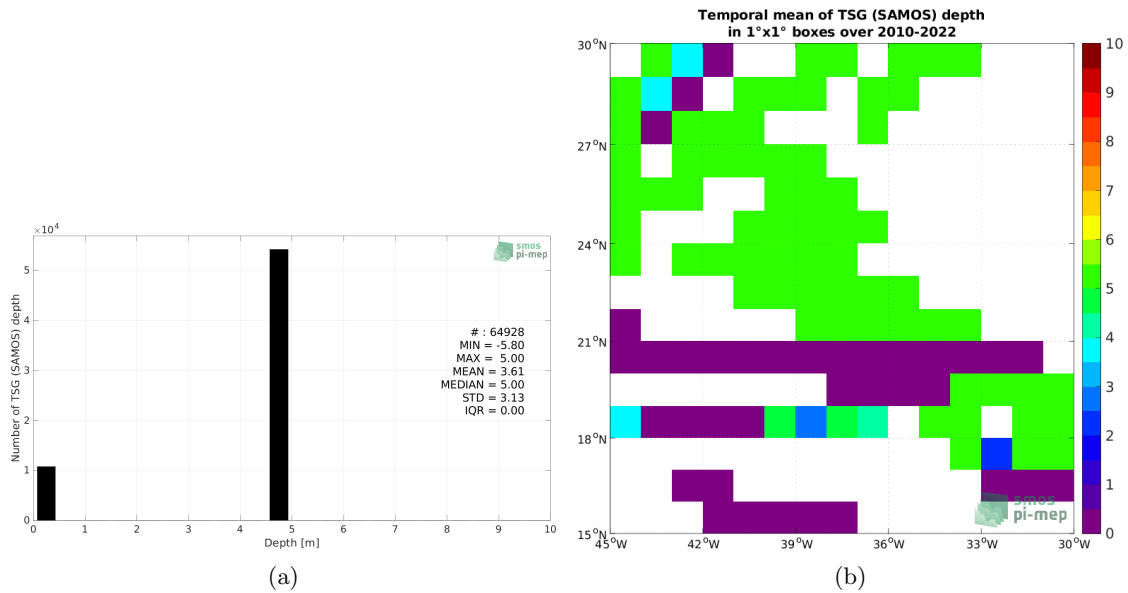 ×10⁴
5
4
3
2
1
0
Number of TSG (SAMOS) depth
smos
pi-mep
# : 64928
MIN = -5.80
MAX = 5.00
MEAN = 3.61
MEDIAN = 5.00
STD = 3.13
IQR = 0.00
0 1 2 3 4 5 6 7 8 9 10
Depth [m]
(a)
Temporal mean of TSG (SAMOS) depth
in 1°x1° boxes over 2010-2022
30°N
27°N
24°N
21°N
18°N
15°N
45°W 42°W 39°W 36°W 33°W 30°W
smos
pi-mep
10
9
8
7
6
5
4
3
2
1
0
(b)